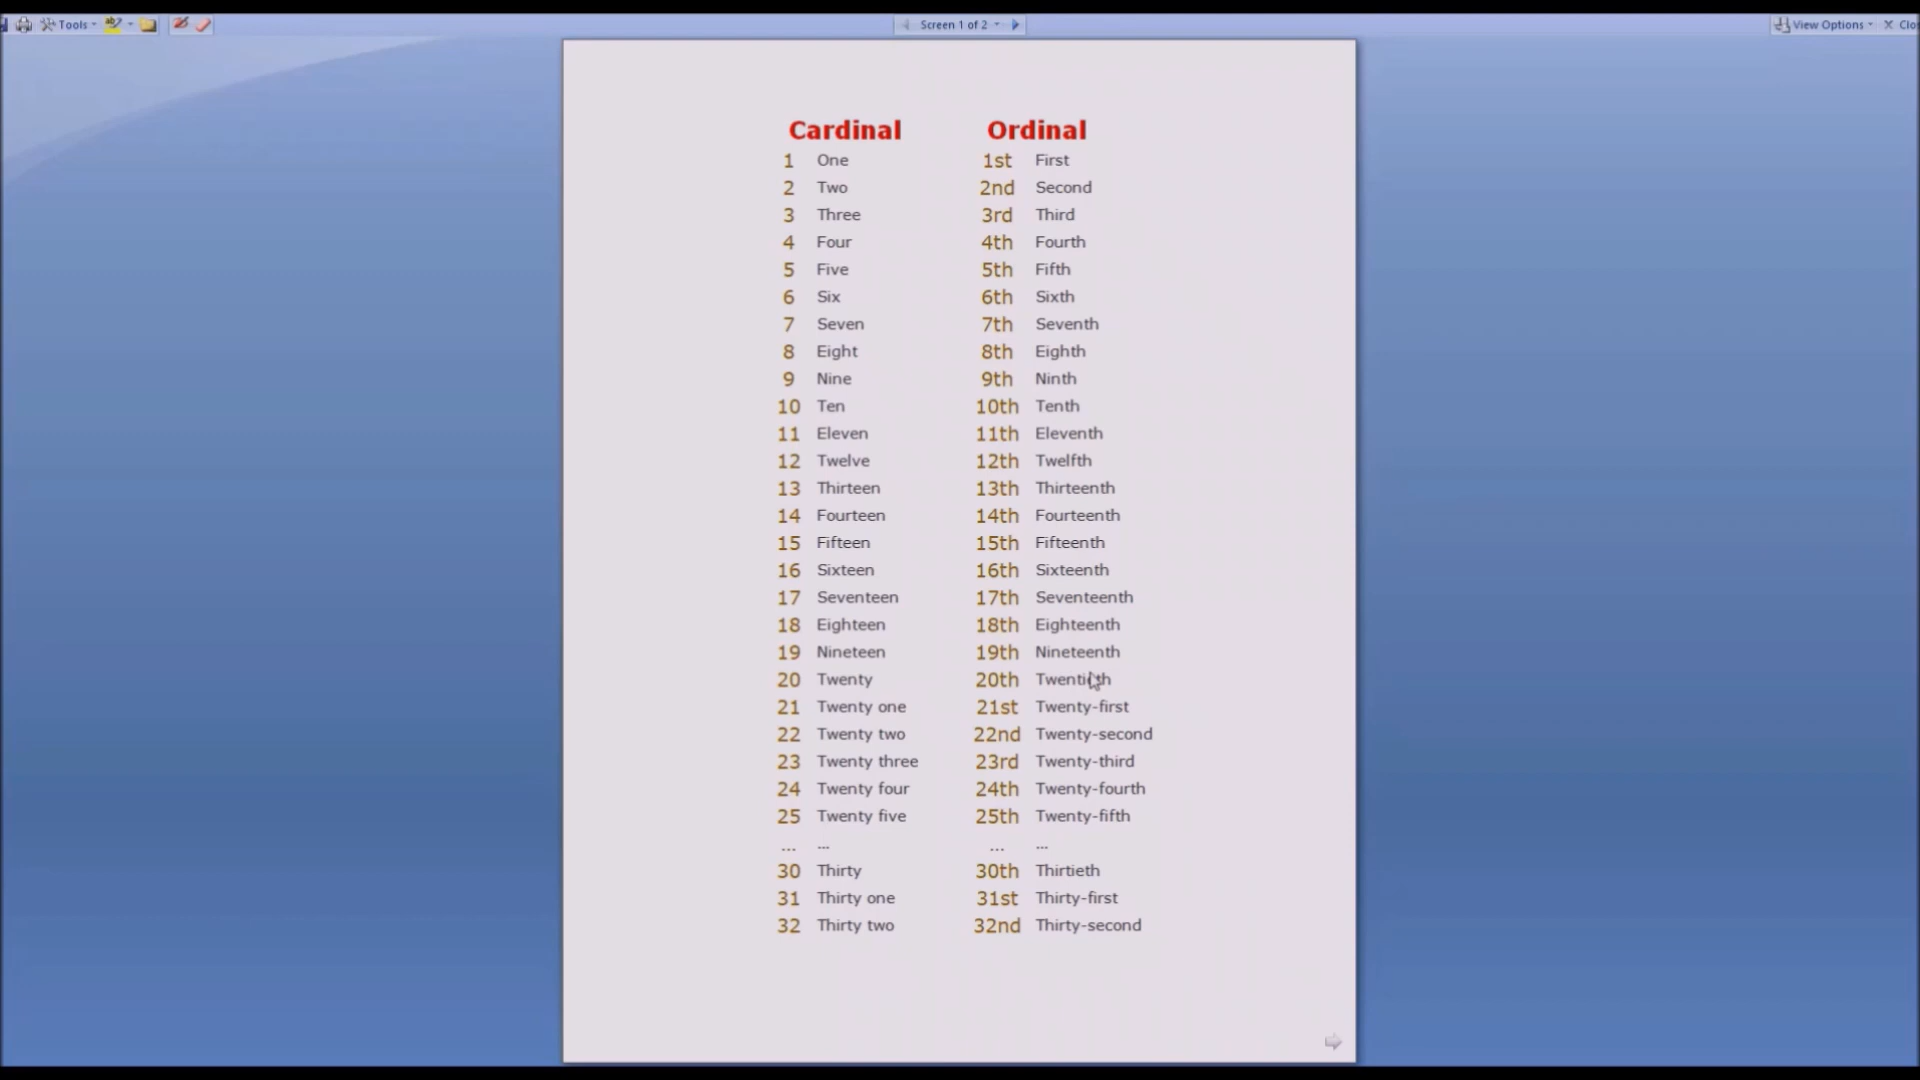 Tools
Screen 1 of 2
View Options
Cardinal Ordinal
1 One 1st First
2 Two 2nd Second
3 Three 3rd Third
4 Four 4th Fourth
5 Five 5th Fifth
6 Six 6th Sixth
7 Seven 7th Seventh
8 Eight 8th Eighth
9 Nine 9th Ninth
10 Ten 10th Tenth
11 Eleven 11th Eleventh
12 Twelve 12th Twelfth
13 Thirteen 13th Thirteenth
14 Fourteen 14th Fourteenth
15 Fifteen 15th Fifteenth
16 Sixteen 16th Sixteenth
17 Seventeen 17th Seventeenth
18 Eighteen 18th Eighteenth
19 Nineteen 19th Nineteenth
20 Twenty 20th Twentieth
21 Twenty one 21st Twenty-first
22 Twenty two 22nd Twenty-second
23 Twenty three 23rd Twenty-third
24 Twenty four 24th Twenty-fourth
25 Twenty five 25th Twenty-fifth
... ... ... ...
30 Thirty 30th Thirtieth
31 Thirty one 31st Thirty-first
32 Thirty two 32nd Thirty-second